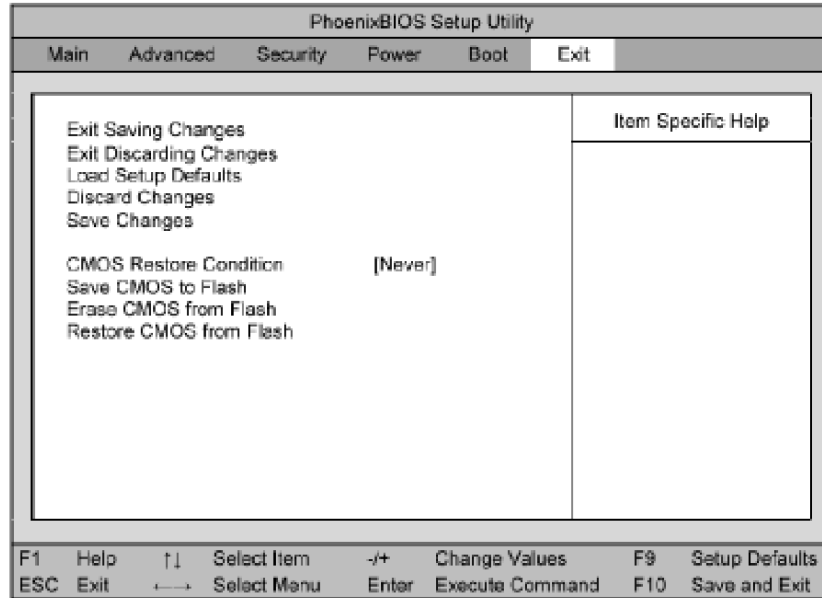 PhoenixBIOS Setup Utility
Main Advanced Security Power Boot Exit
Item Specific Help
Exit Saving Changes
Exit Discarding Changes
Load Setup Defaults
Discard Changes
Save Changes
CMOS Restore Condition [Never]
Save CMOS to Flash
Erase CMOS from Flash
Restore CMOS from Flash
F1 Help ↑↓ Select Item -/+ Change Values F9 Setup Defaults
ESC Exit ←→ Select Menu Enter Execute Command F10 Save and Exit